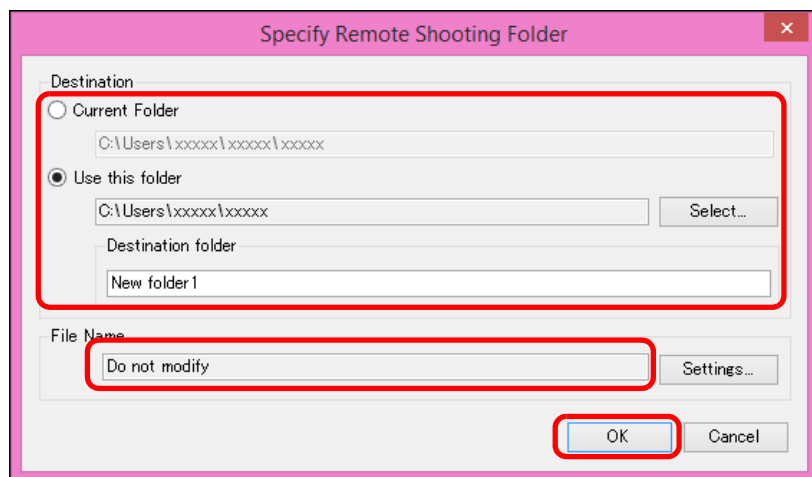 Specify Remote Shooting Folder
Destination
Current Folder
C:\Users\xxxxx\xxxxx\xxxxx
Use this folder
C:\Users\xxxxx\xxxxx
Select...
Destination folder
New folder1
File Name
Do not modify
Settings...
OK
Cancel